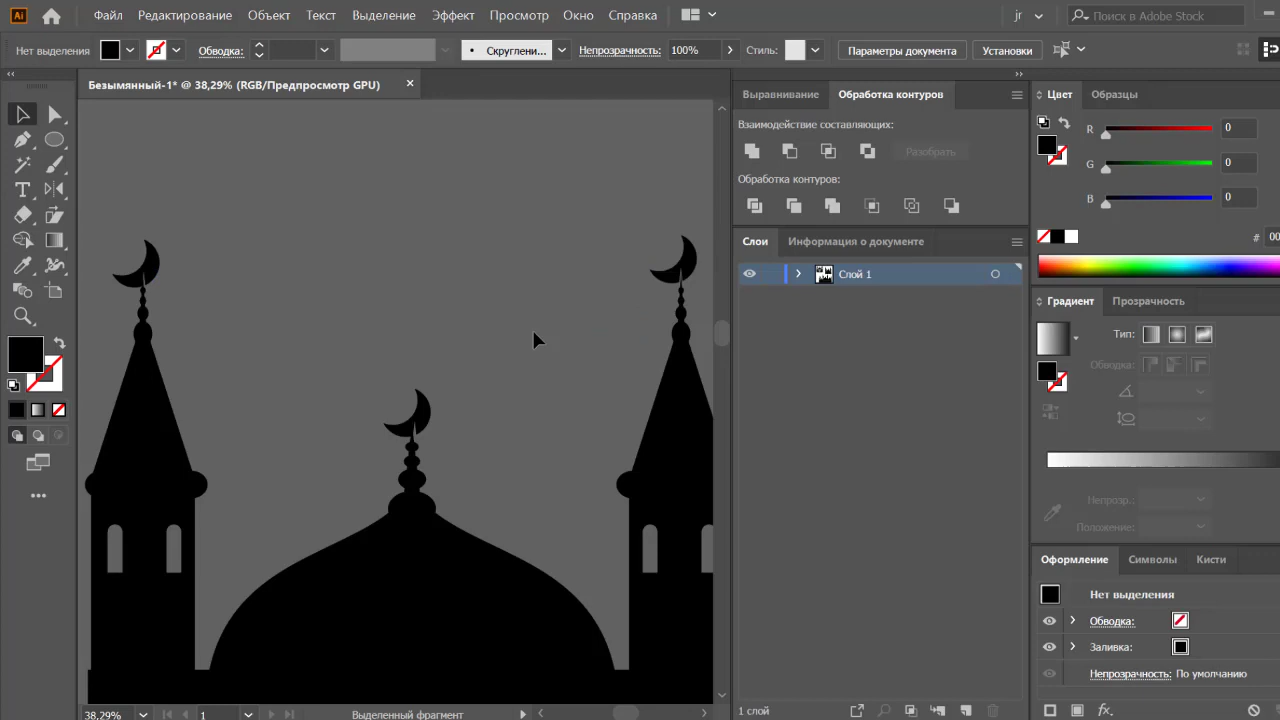 Ai
Файл Редактирование Объект Текст Выделение Эффект Просмотр Окно Справка jr Поиск в Adobe Stock
Нет выделения Обводка: Скруглени... Непрозрачность: 100% Стиль: Параметры документа Установки
Безымянный-1* @ 38,29% (RGB/Предпросмотр GPU) ×
Выравнивание Обработка контуров
Взаимодействие составляющих:
Разобрать
Обработка контуров:
Слои Информация о документе
Слой 1
1 слой
Цвет Образцы
R 0
G 0
B 0
# 00
Градиент Прозрачность
Тип:
Обводка:
Непрозр.:
Положение:
Оформление Символы Кисти
Нет выделения
Обводка:
Заливка:
Непрозрачность: По умолчанию
fx
38,29% 1 Выделенный фрагмент